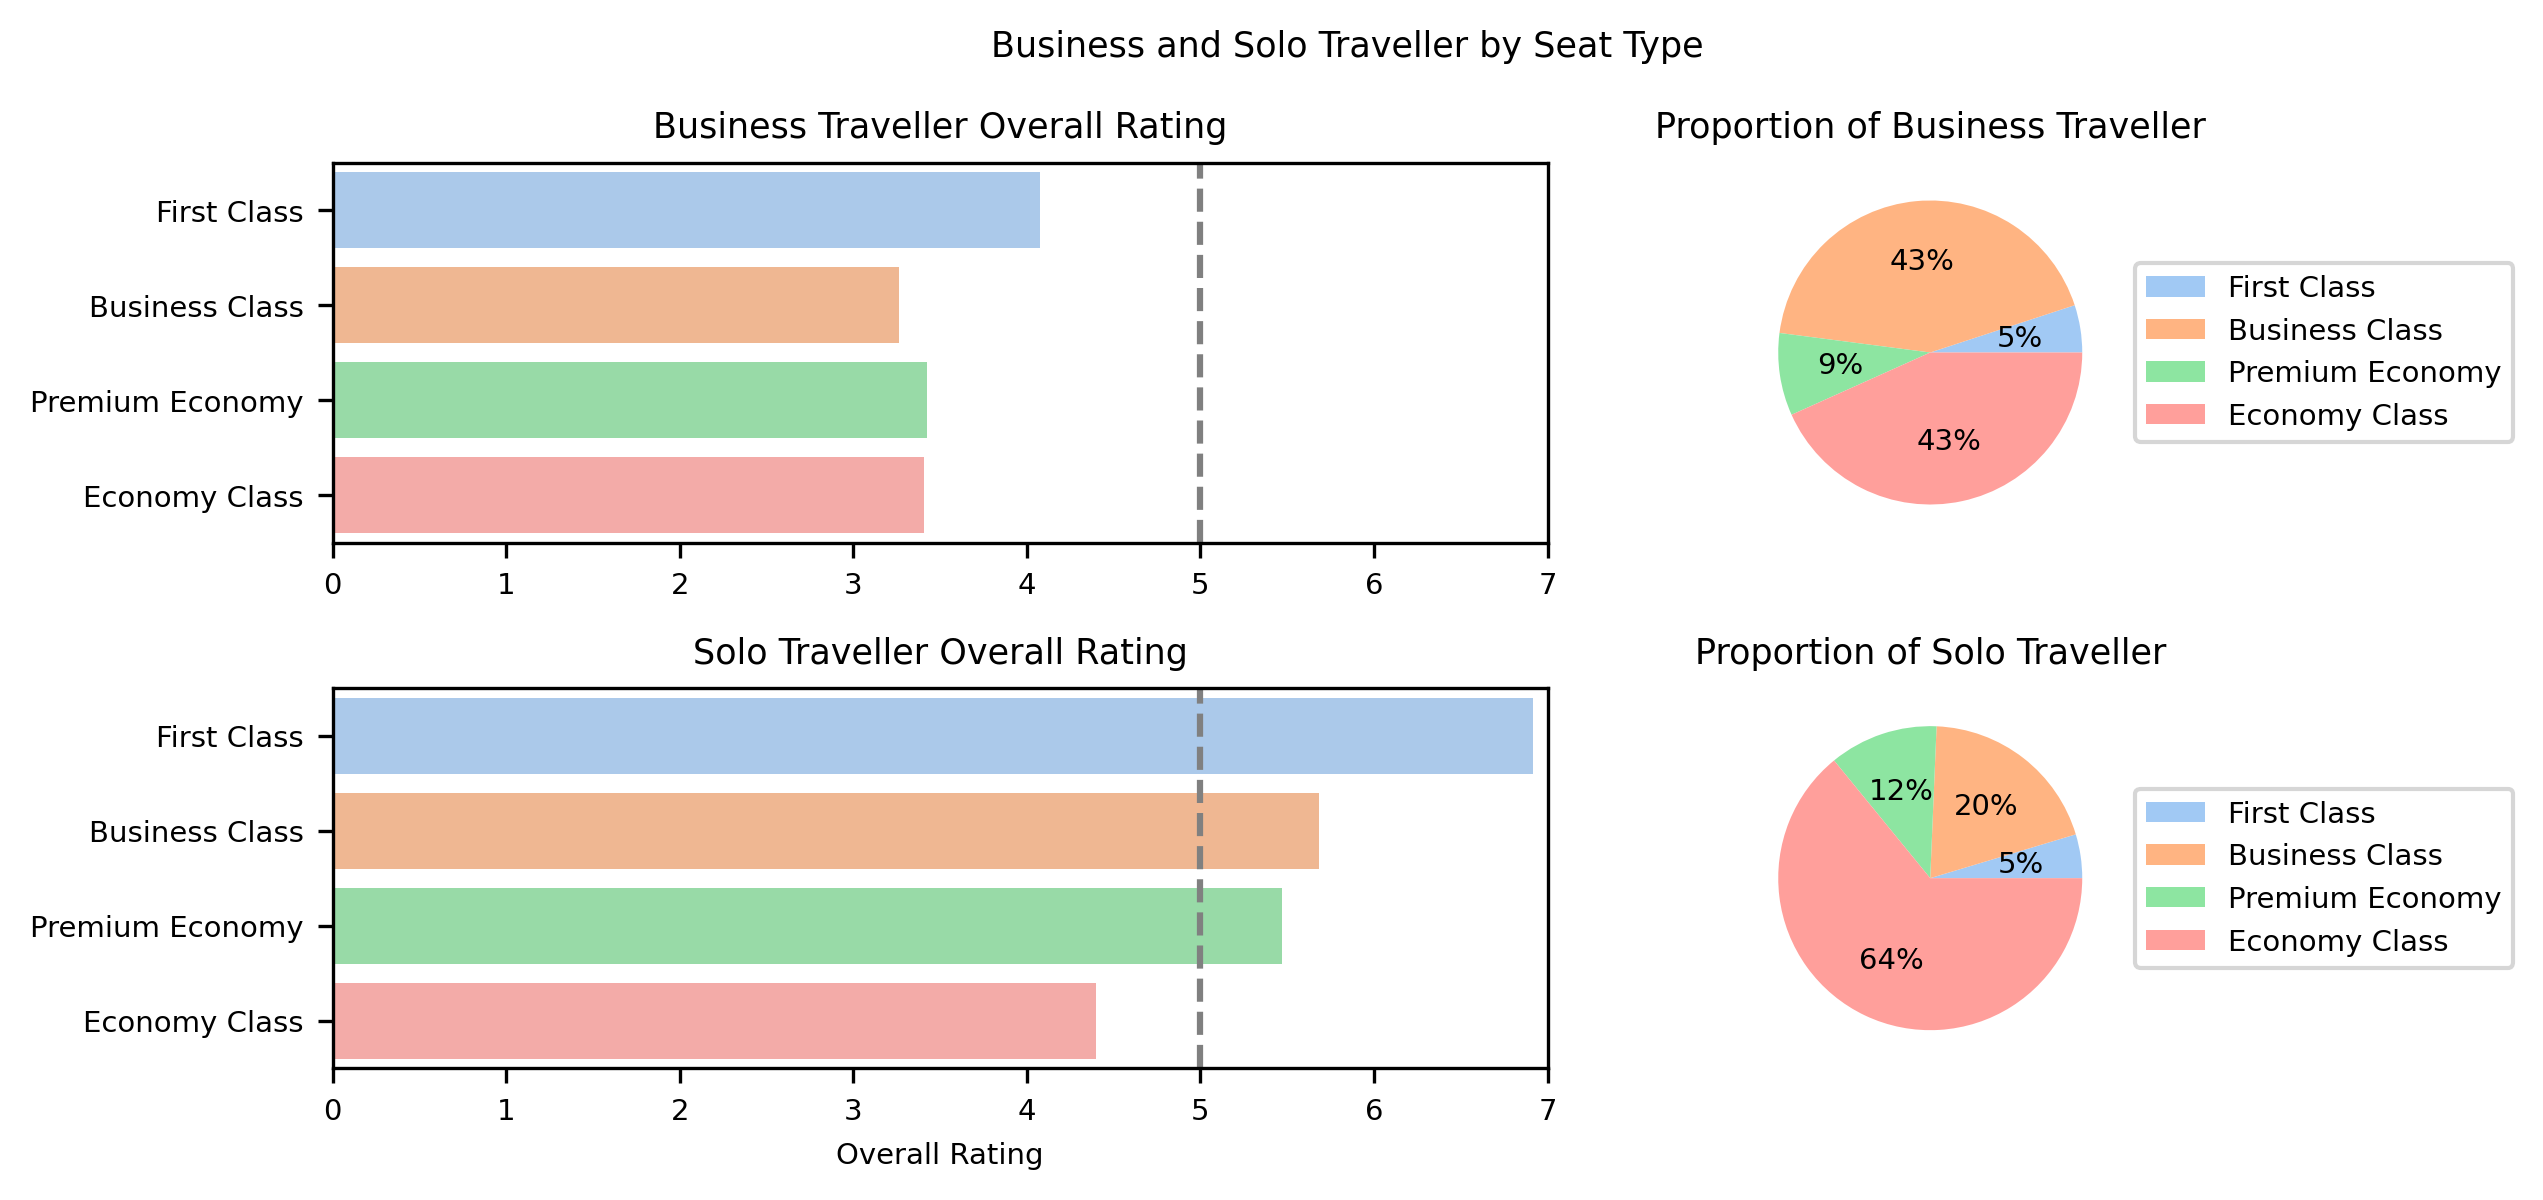 Business and Solo Traveller by Seat Type
Business Traveller Overall Rating
First Class
Business Class
Premium Economy
Economy Class
0 1 2 3 4 5 6 7
Proportion of Business Traveller
43%
5%
9%
43%
First Class
Business Class
Premium Economy
Economy Class
Solo Traveller Overall Rating
First Class
Business Class
Premium Economy
Economy Class
0 1 2 3 4 5 6 7
Overall Rating
Proportion of Solo Traveller
12%
20%
5%
64%
First Class
Business Class
Premium Economy
Economy Class